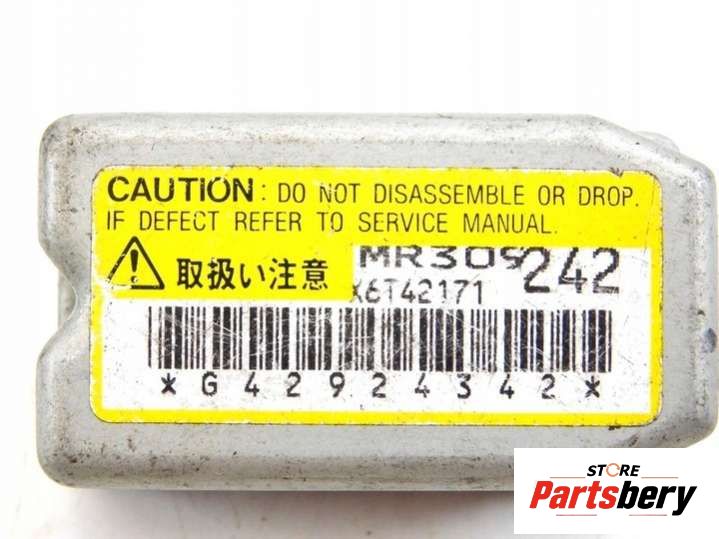 CAUTION: DO NOT DISASSEMBLE OR DROP.
IF DEFECT REFER TO SERVICE MANUAL.
取扱い注意 MR309242
X6T42171
*G42924342*
STORE
Partsbery